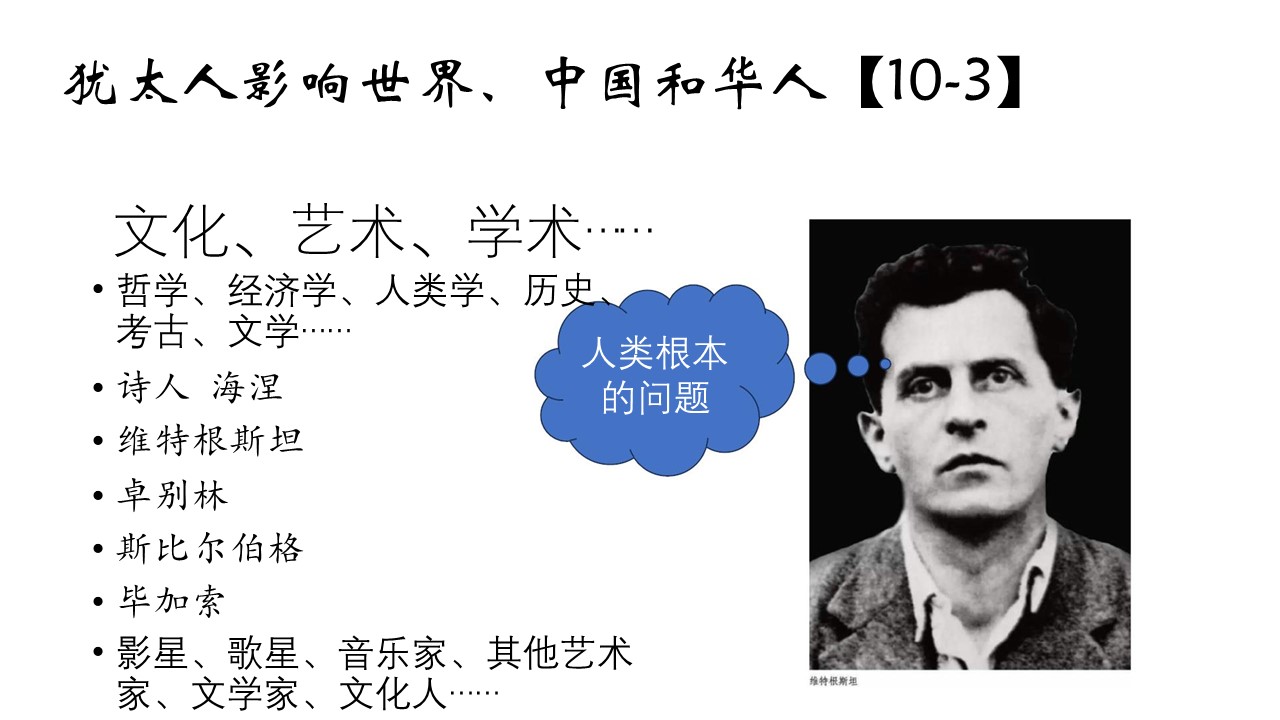 犹太人影响世界、中国和华人【10-3】
文化、艺术、学术……
• 哲学、经济学、人类学、历史、
考古、文学……
• 诗人 海涅
• 维特根斯坦
• 卓别林
• 斯比尔伯格
• 毕加索
• 影星、歌星、音乐家、其他艺术
家、文学家、文化人……
人类根本
的问题
维特根斯坦